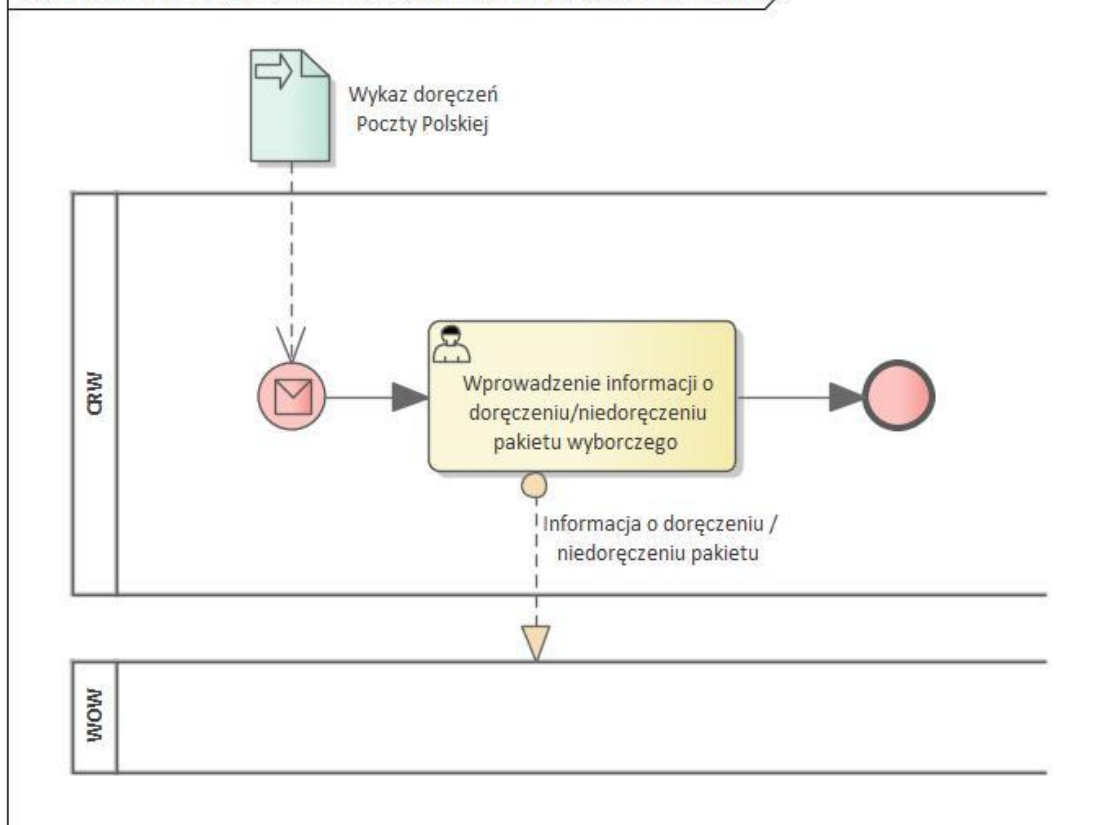 Wykaz doręczeń
Poczty Polskiej
CRW
Wprowadzenie informacji o
doręczeniu/niedoręczeniu
pakietu wyborczego
Informacja o doręczeniu /
niedoręczeniu pakietu
WOW